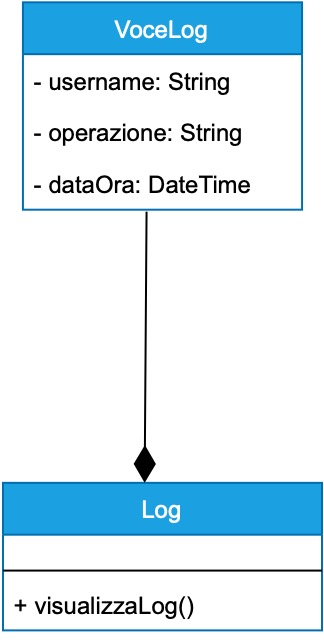 VoceLog
- username: String
- operazione: String
- dataOra: DateTime
Log
+ visualizzaLog()